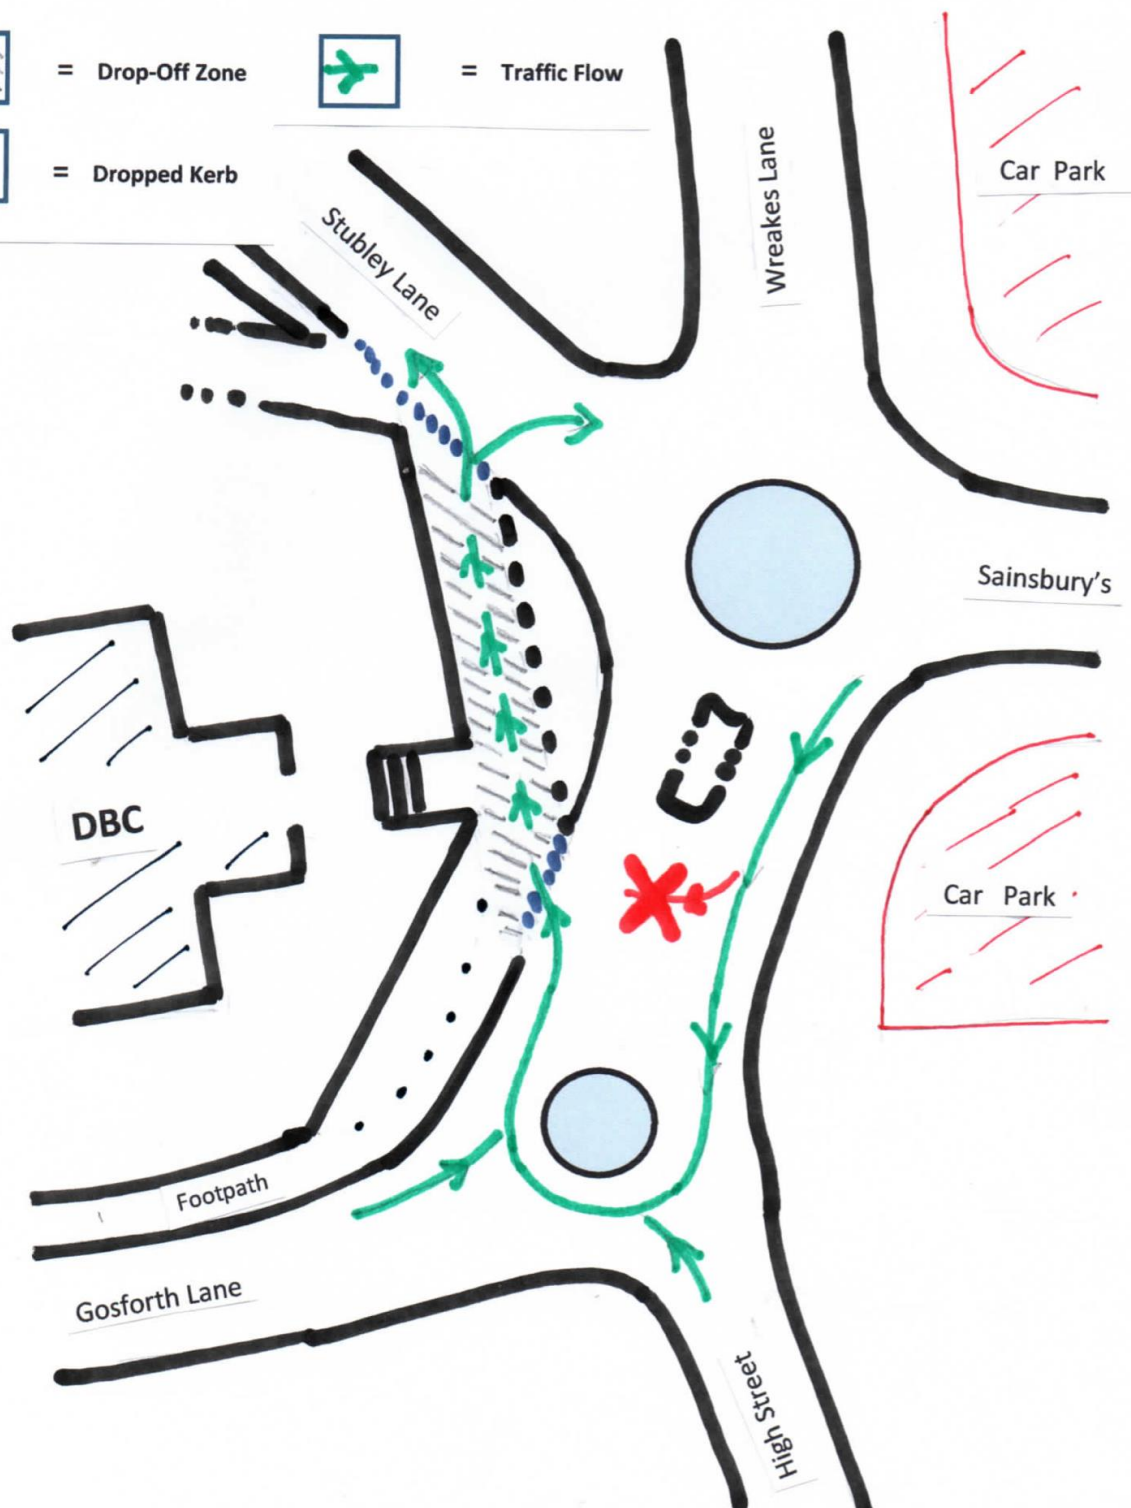 = Drop-Off Zone
= Traffic Flow
= Dropped Kerb
Car Park
Wreakes Lane
Stubley Lane
Sainsbury's
DBC
Car Park
Footpath
Gosforth Lane
High Street